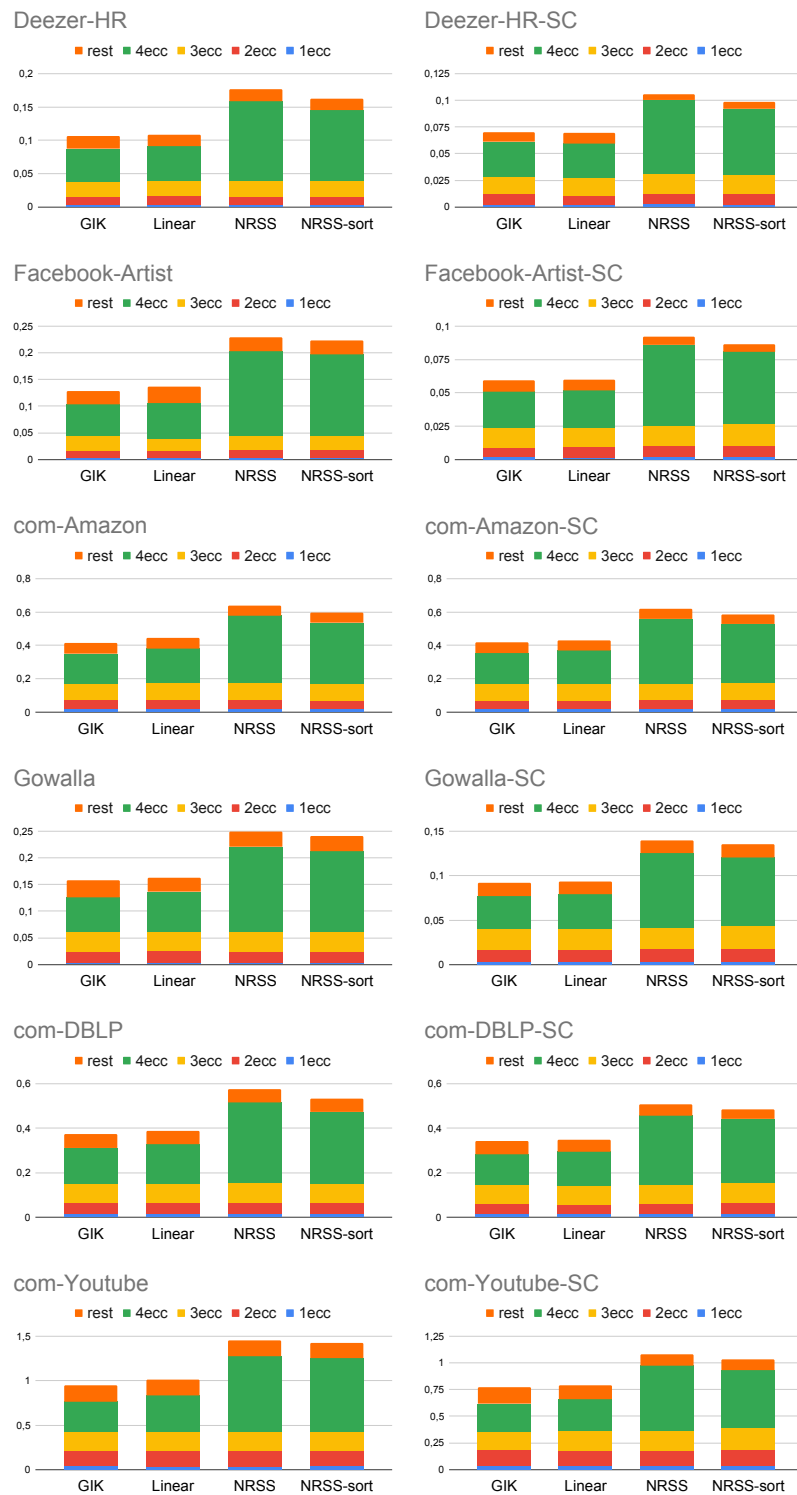 Deezer-HR
rest 4ecc 3ecc 2ecc 1ecc
0,2
0,15
0,1
0,05
0
GIK Linear NRSS NRSS-sort
Deezer-HR-SC
rest 4ecc 3ecc 2ecc 1ecc
0,125
0,1
0,075
0,05
0,025
0
GIK Linear NRSS NRSS-sort
Facebook-Artist
rest 4ecc 3ecc 2ecc 1ecc
0,25
0,2
0,15
0,1
0,05
0
GIK Linear NRSS NRSS-sort
Facebook-Artist-SC
rest 4ecc 3ecc 2ecc 1ecc
0,1
0,075
0,05
0,025
0
GIK Linear NRSS NRSS-sort
com-Amazon
rest 4ecc 3ecc 2ecc 1ecc
0,8
0,6
0,4
0,2
0
GIK Linear NRSS NRSS-sort
com-Amazon-SC
rest 4ecc 3ecc 2ecc 1ecc
0,8
0,6
0,4
0,2
0
GIK Linear NRSS NRSS-sort
Gowalla
rest 4ecc 3ecc 2ecc 1ecc
0,25
0,2
0,15
0,1
0,05
0
GIK Linear NRSS NRSS-sort
Gowalla-SC
rest 4ecc 3ecc 2ecc 1ecc
0,15
0,1
0,05
0
GIK Linear NRSS NRSS-sort
com-DBLP
rest 4ecc 3ecc 2ecc 1ecc
0,6
0,4
0,2
0
GIK Linear NRSS NRSS-sort
com-DBLP-SC
rest 4ecc 3ecc 2ecc 1ecc
0,6
0,4
0,2
0
GIK Linear NRSS NRSS-sort
com-Youtube
rest 4ecc 3ecc 2ecc 1ecc
1,5
1
0,5
0
GIK Linear NRSS NRSS-sort
com-Youtube-SC
rest 4ecc 3ecc 2ecc 1ecc
1,25
1
0,75
0,5
0,25
0
GIK Linear NRSS NRSS-sort